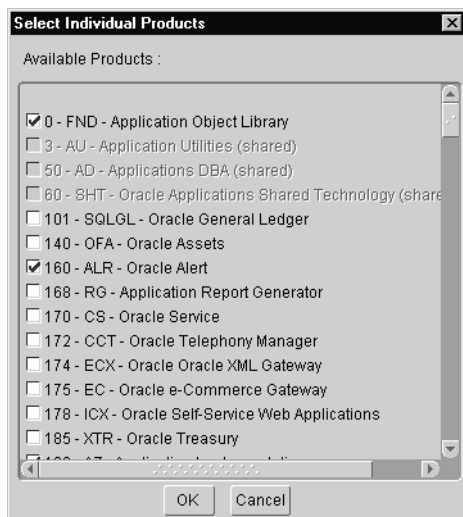 Select Individual Products
Available Products :
0 - FND - Application Object Library
3 - AU - Application Utilities (shared)
50 - AD - Applications DBA (shared)
60 - SHT - Oracle Applications Shared Technology (share
101 - SQLGL - Oracle General Ledger
140 - OFA - Oracle Assets
160 - ALR - Oracle Alert
168 - RG - Application Report Generator
170 - CS - Oracle Service
172 - CCT - Oracle Telephony Manager
174 - ECX - Oracle Oracle XML Gateway
175 - EC - Oracle e-Commerce Gateway
178 - ICX - Oracle Self-Service Web Applications
185 - XTR - Oracle Treasury
OK Cancel